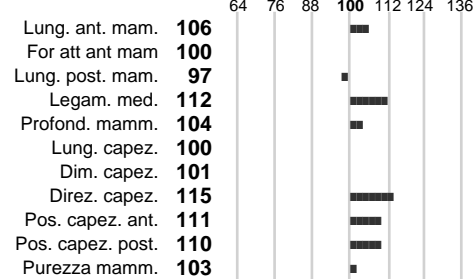 64 76 88 100 112 124 136
Lung. ant. mam. 106
For att ant mam 100
Lung. post. mam. 97
Legam. med. 112
Profond. mamm. 104
Lung. capez. 100
Dim. capez. 101
Direz. capez. 115
Pos. capez. ant. 111
Pos. capez. post. 110
Purezza mamm. 103